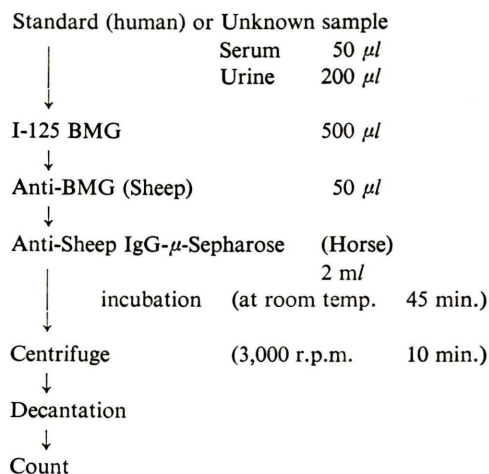 Standard (human) or Unknown sample
Serum 50 μl
Urine 200 μl
I-125 BMG 500 μl
Anti-BMG (Sheep) 50 μl
Anti-Sheep IgG-μ-Sepharose (Horse)
2 ml
incubation (at room temp. 45 min.)
Centrifuge (3,000 r.p.m. 10 min.)
Decantation
Count